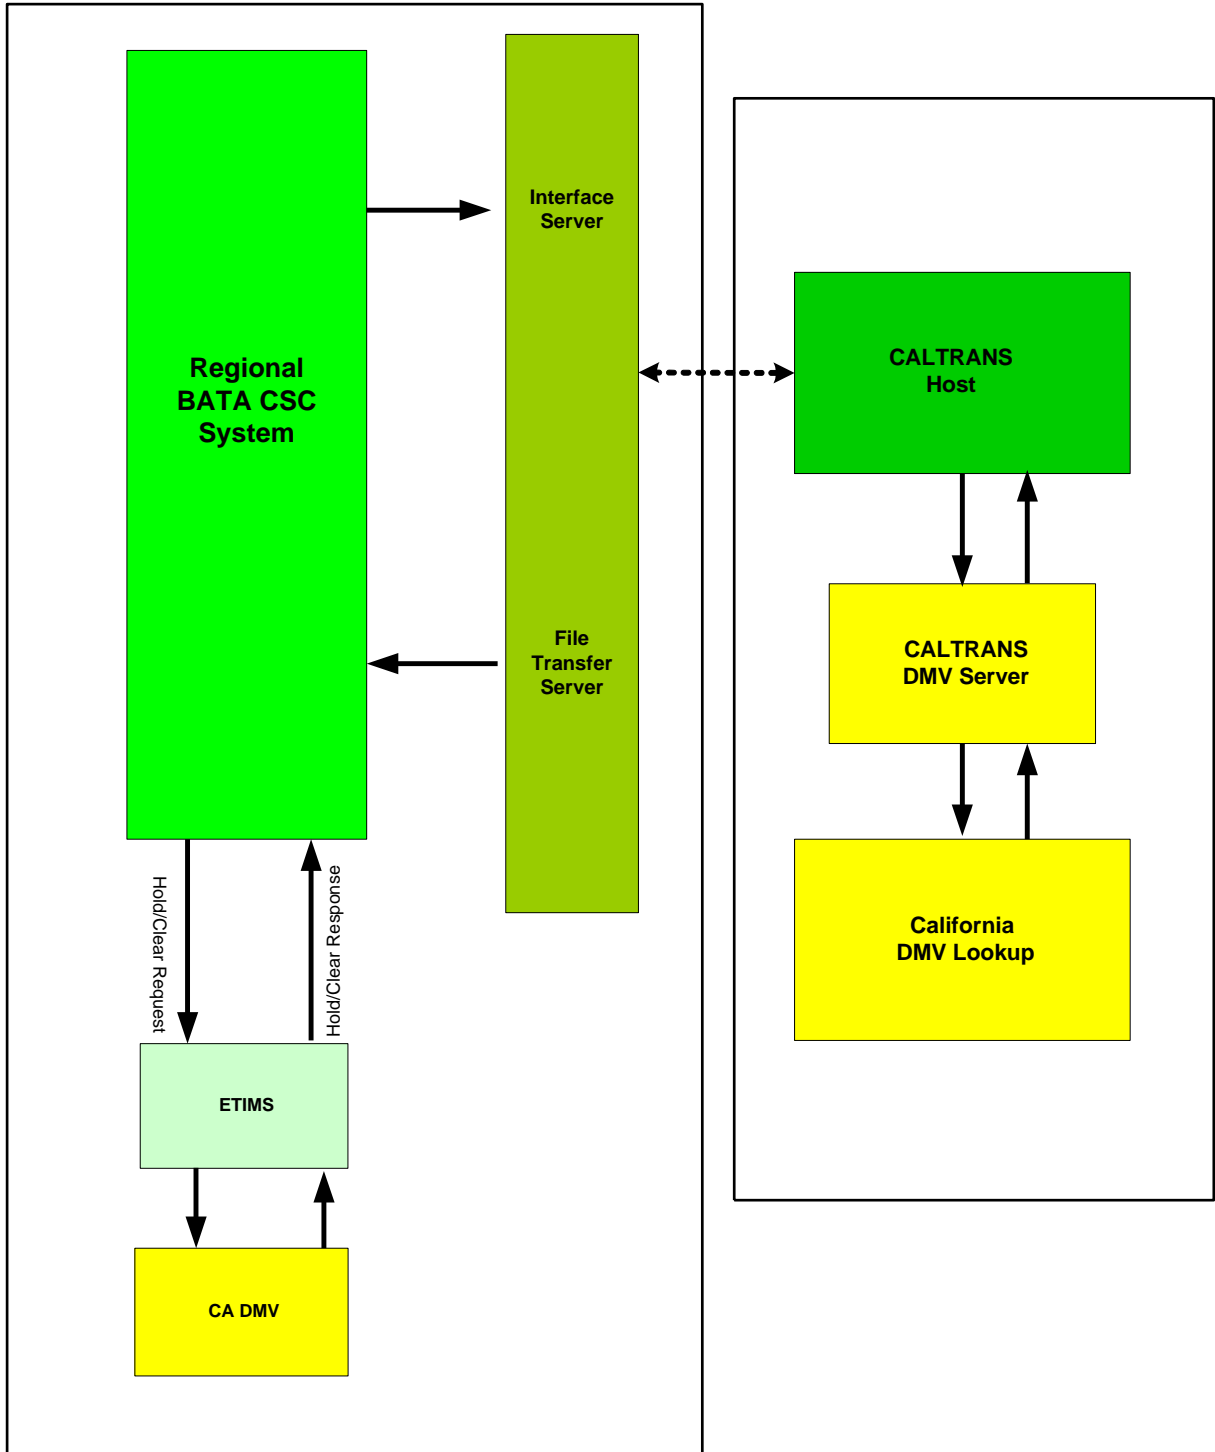 Regional
BATA CSC
System
Interface
Server
File
Transfer
Server
Hold/Clear Request
Hold/Clear Response
ETIMS
CA DMV
CALTRANS
Host
CALTRANS
DMV Server
California
DMV Lookup